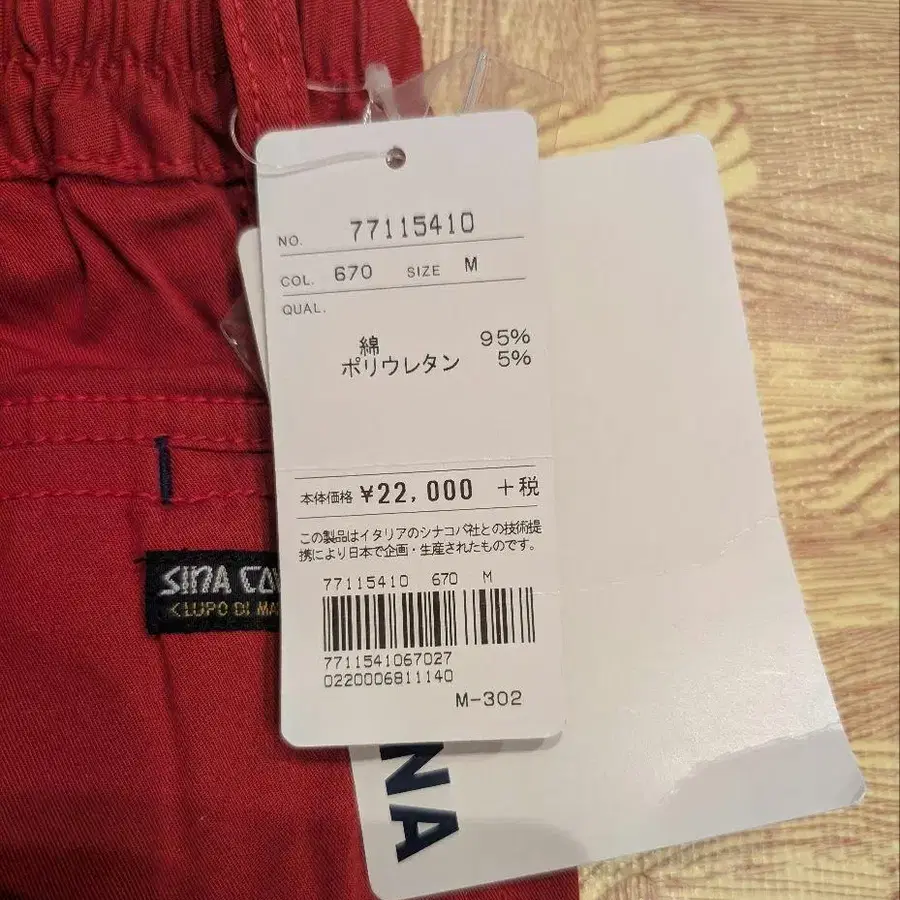 NO. 77115410
COL. 670 SIZE M
QUAL.
綿 95%
ポリウレタン 5%
本体価格 ¥22,000 +税
この製品はイタリアのシナコバ社との技術提
携により日本で企画・生産されたものです。
77115410 670 M
7711541067027
0220006811140
M-302
SINA CO
<LUPO DI MA
NA